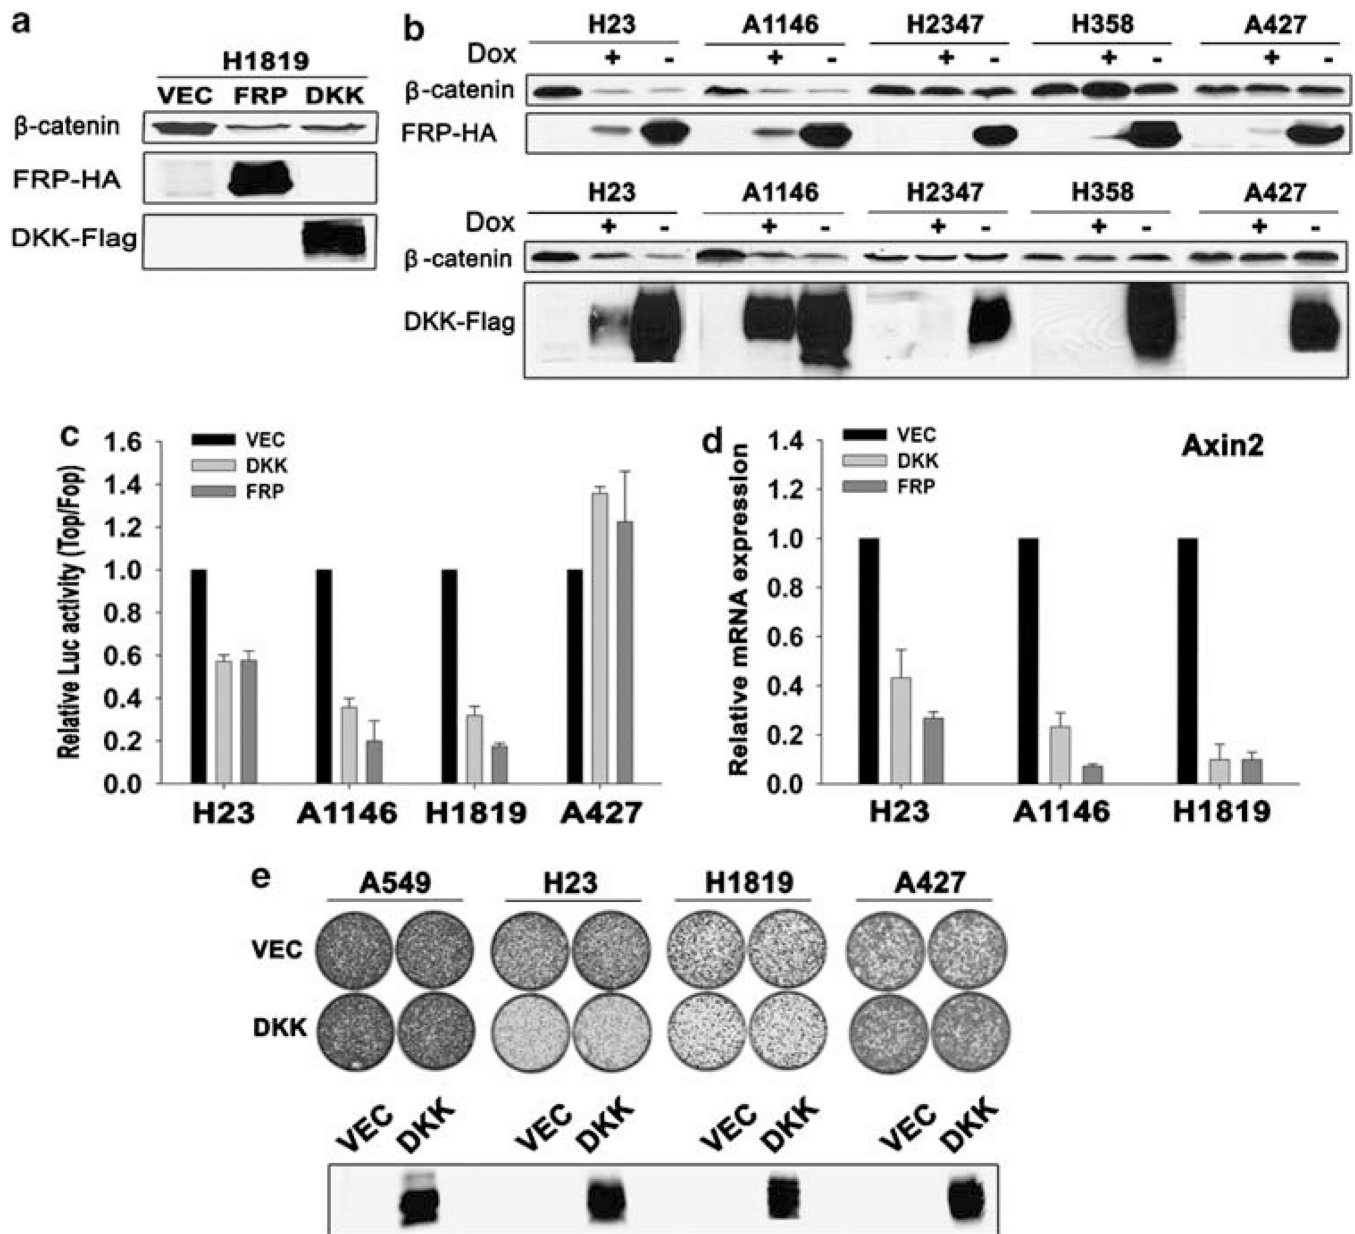 a
H1819
VEC FRP DKK
β-catenin
FRP-HA
DKK-Flag
b
H23 A1146 H2347 H358 A427
Dox + - + - + - + - + -
β-catenin
FRP-HA
H23 A1146 H2347 H358 A427
Dox + - + - + - + - + -
β-catenin
DKK-Flag
c
Relative Luc activity (Top/Fop)
1.6
1.4
1.2
1.0
0.8
0.6
0.4
0.2
0.0
VEC
DKK
FRP
H23 A1146 H1819 A427
d
Relative mRNA expression
1.4
1.2
1.0
0.8
0.6
0.4
0.2
0.0
VEC
DKK
FRP
Axin2
H23 A1146 H1819
e
A549 H23 H1819 A427
VEC
DKK
VEC DKK VEC DKK VEC DKK VEC DKK